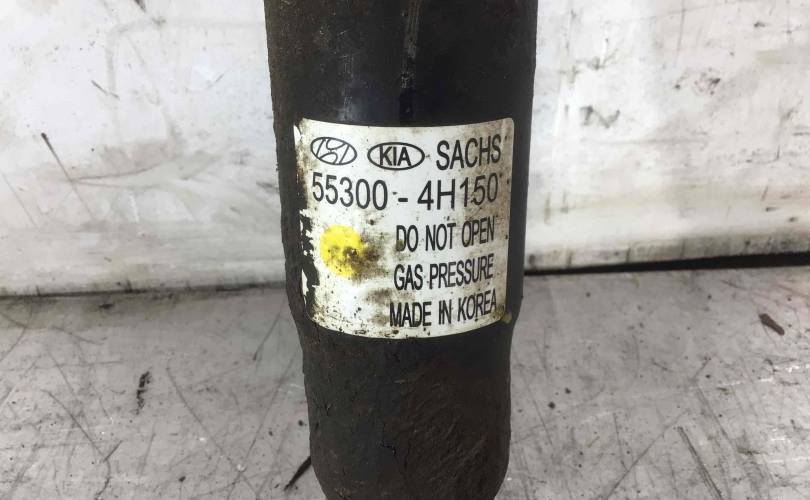 KIA SACHS
55300 - 4H150
DO NOT OPEN
GAS PRESSURE
MADE IN KOREA